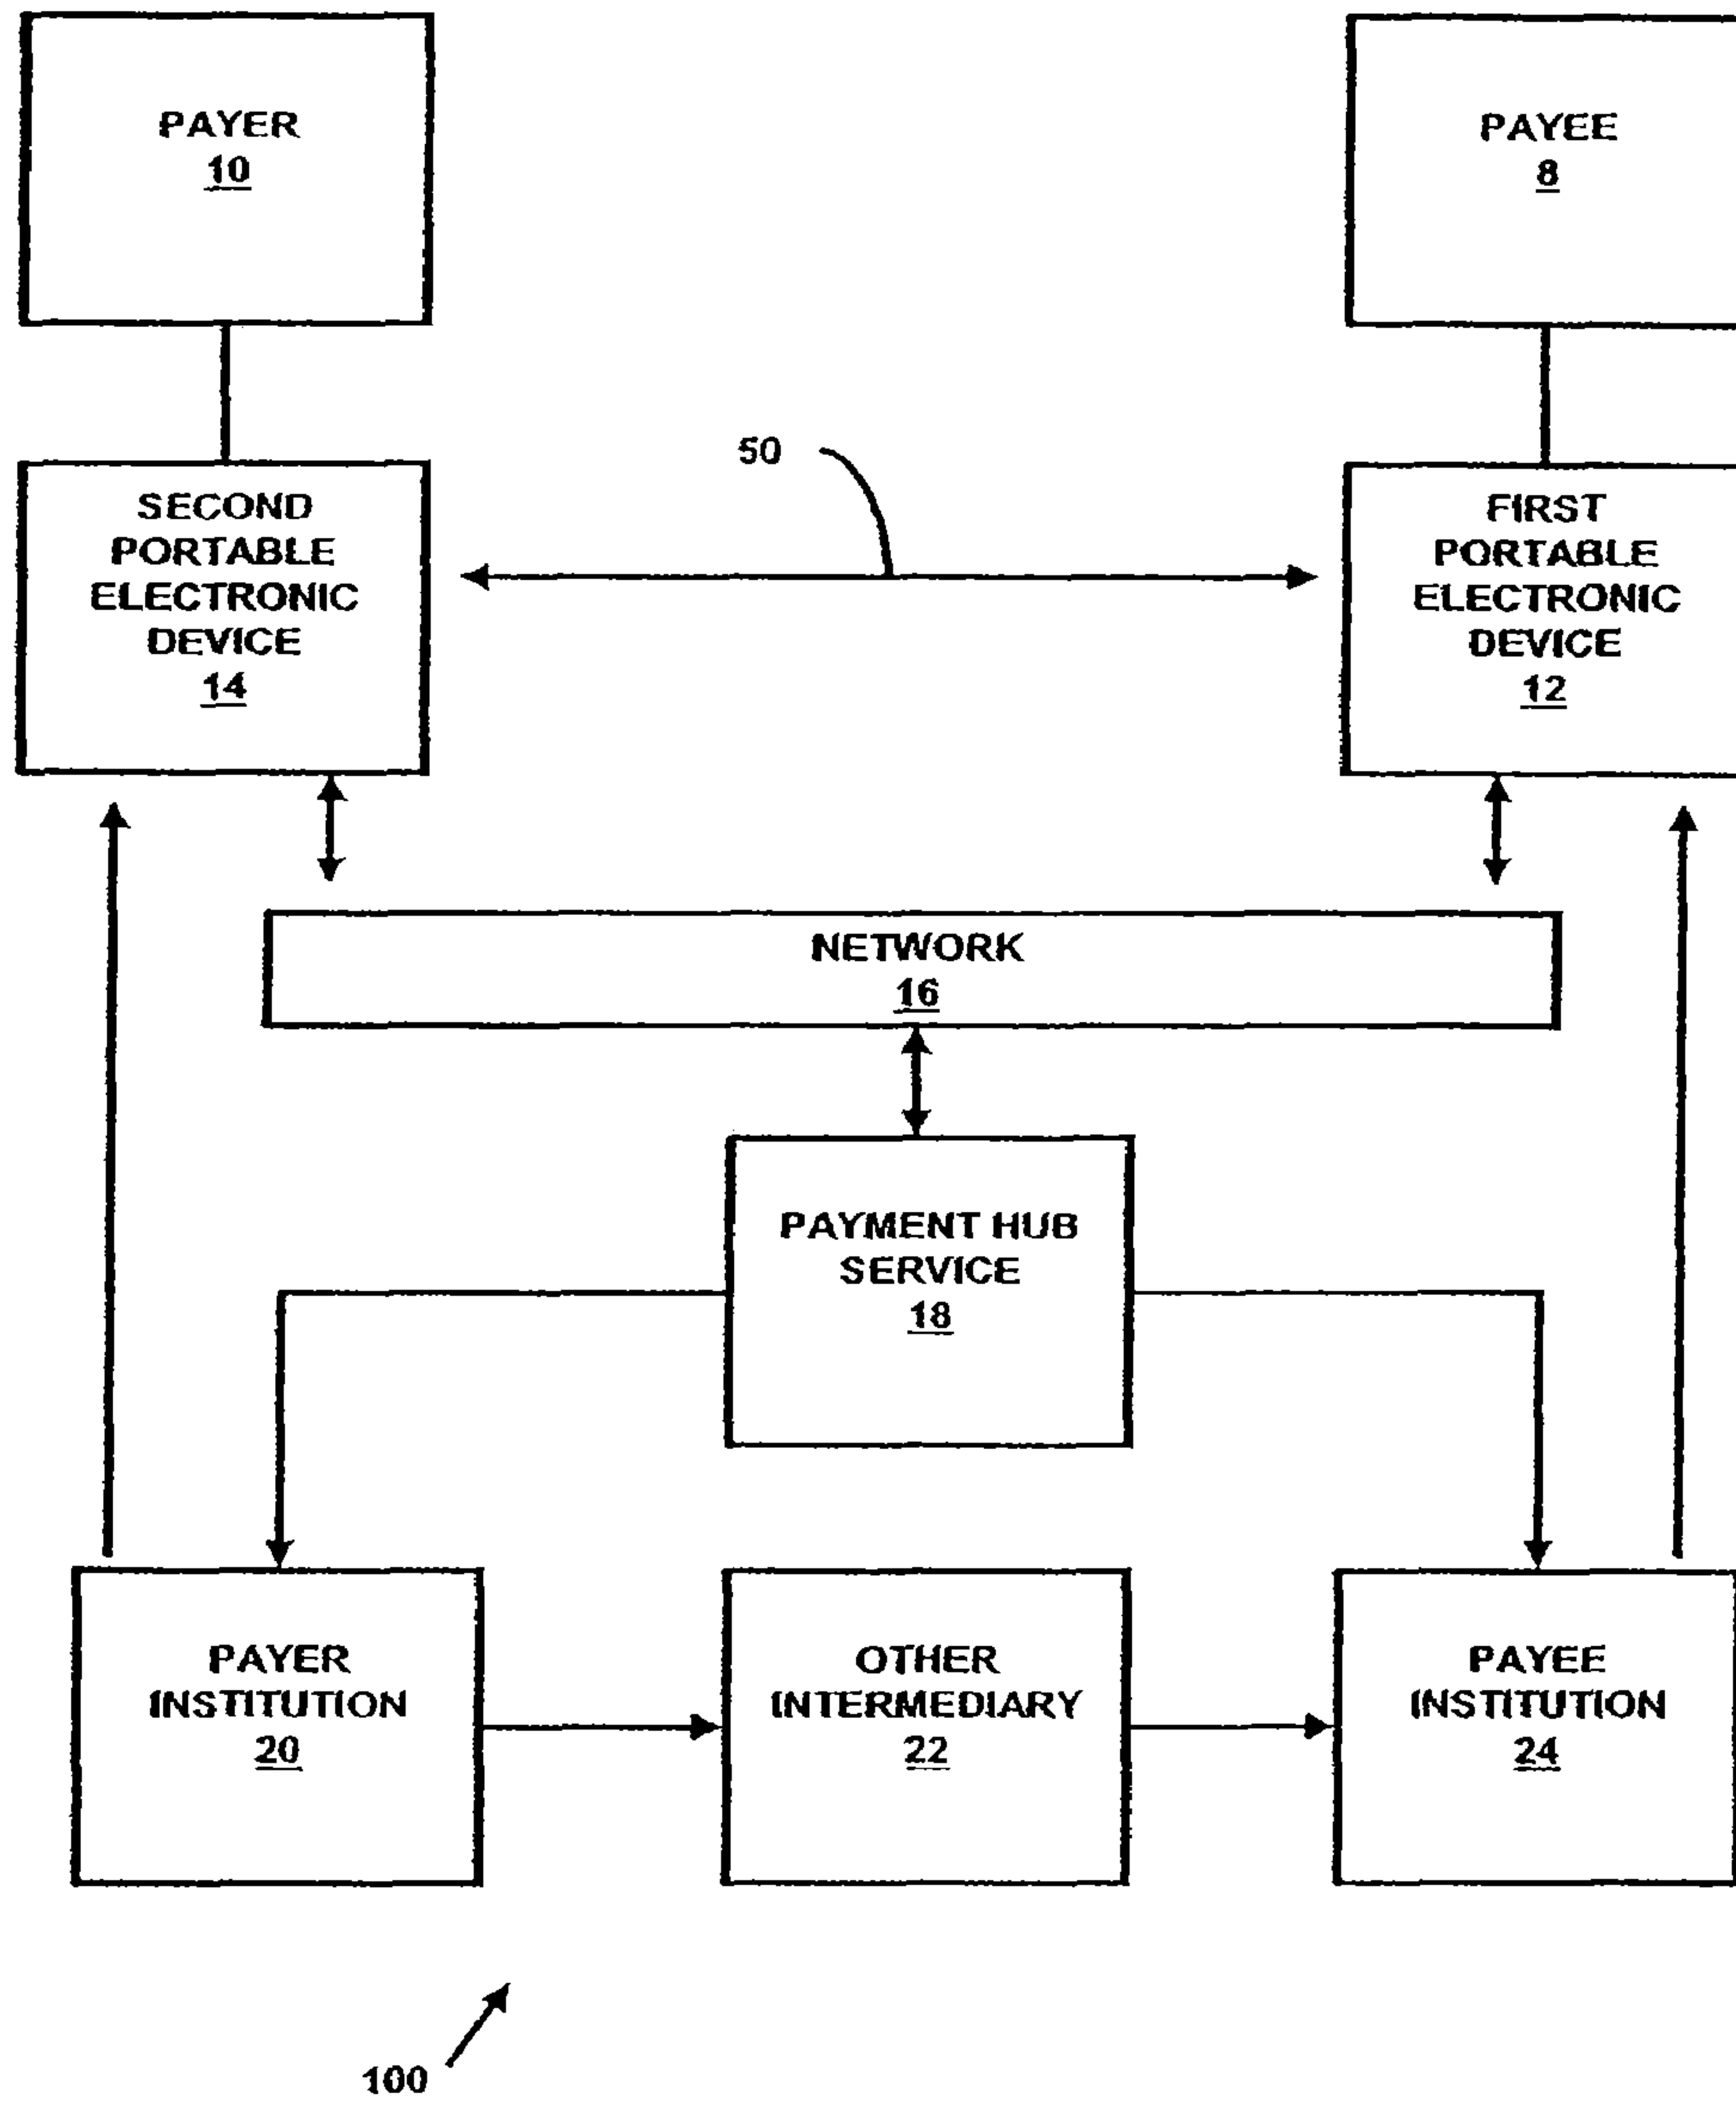 PAYER
10
PAYEE
8
50
SECOND
PORTABLE
ELECTRONIC
DEVICE
14
FIRST
PORTABLE
ELECTRONIC
DEVICE
12
NETWORK
16
PAYMENT HUB
SERVICE
18
PAYER
INSTITUTION
20
OTHER
INTERMEDIARY
22
PAYEE
INSTITUTION
24
100